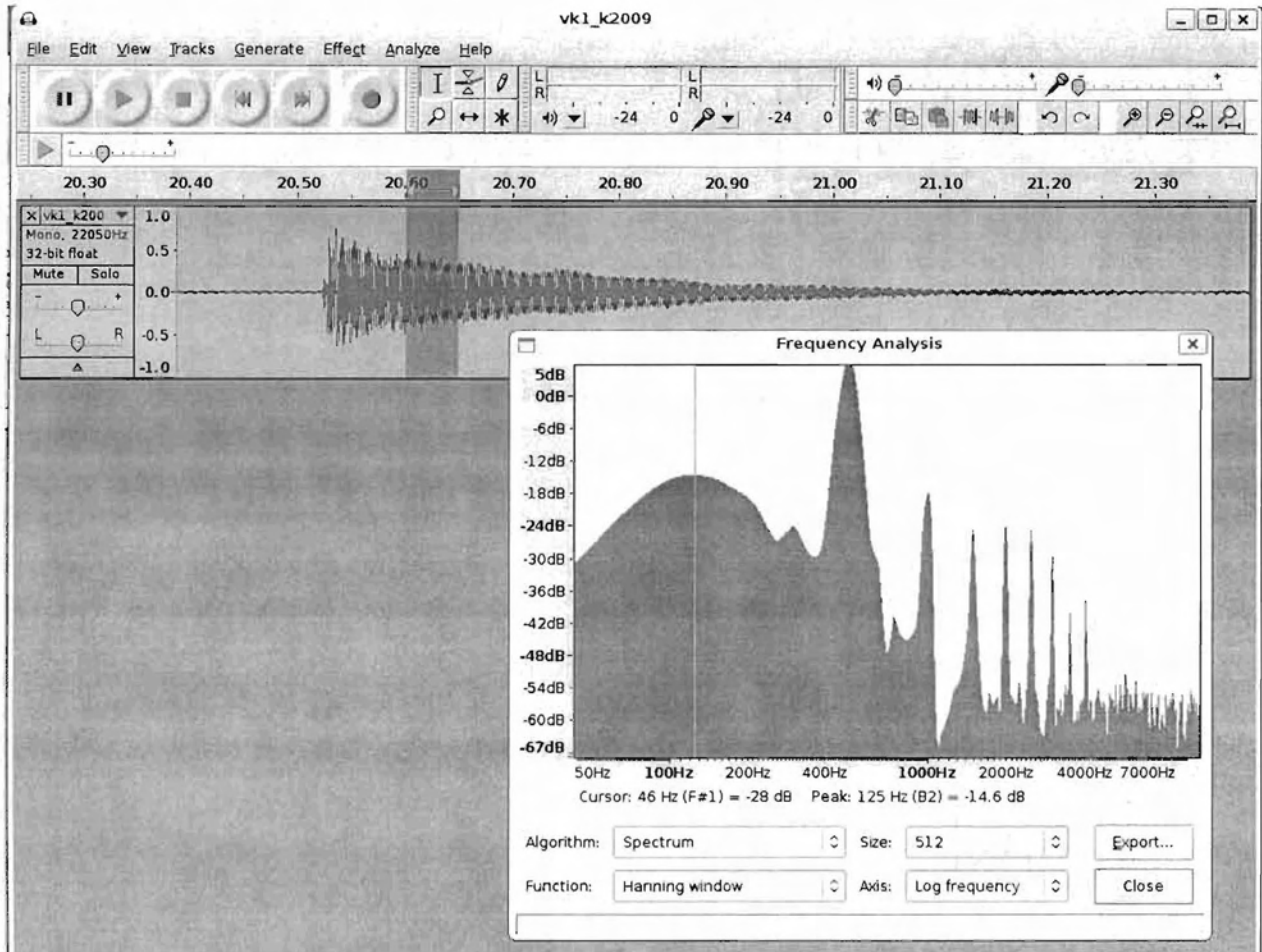 vk1_k2009
File Edit View Tracks Generate Effect Analyze Help
L
R
L
R
-24 0
-24 0
20.30 20.40 20.50 20.60 20.70 20.80 20.90 21.00 21.10 21.20 21.30
vk1_k200
Mono, 22050Hz
32-bit float
Mute Solo
- +
L R
1.0
0.5
0.0
-0.5
-1.0
Frequency Analysis
5dB
0dB
-6dB
-12dB
-18dB
-24dB
-30dB
-36dB
-42dB
-48dB
-54dB
-60dB
-67dB
50Hz 100Hz 200Hz 400Hz 1000Hz 2000Hz 4000Hz 7000Hz
Cursor: 46 Hz (F#1) = -28 dB Peak: 125 Hz (B2) = -14.6 dB
Algorithm: Spectrum Size: 512 Export...
Function: Hanning window Axis: Log frequency Close